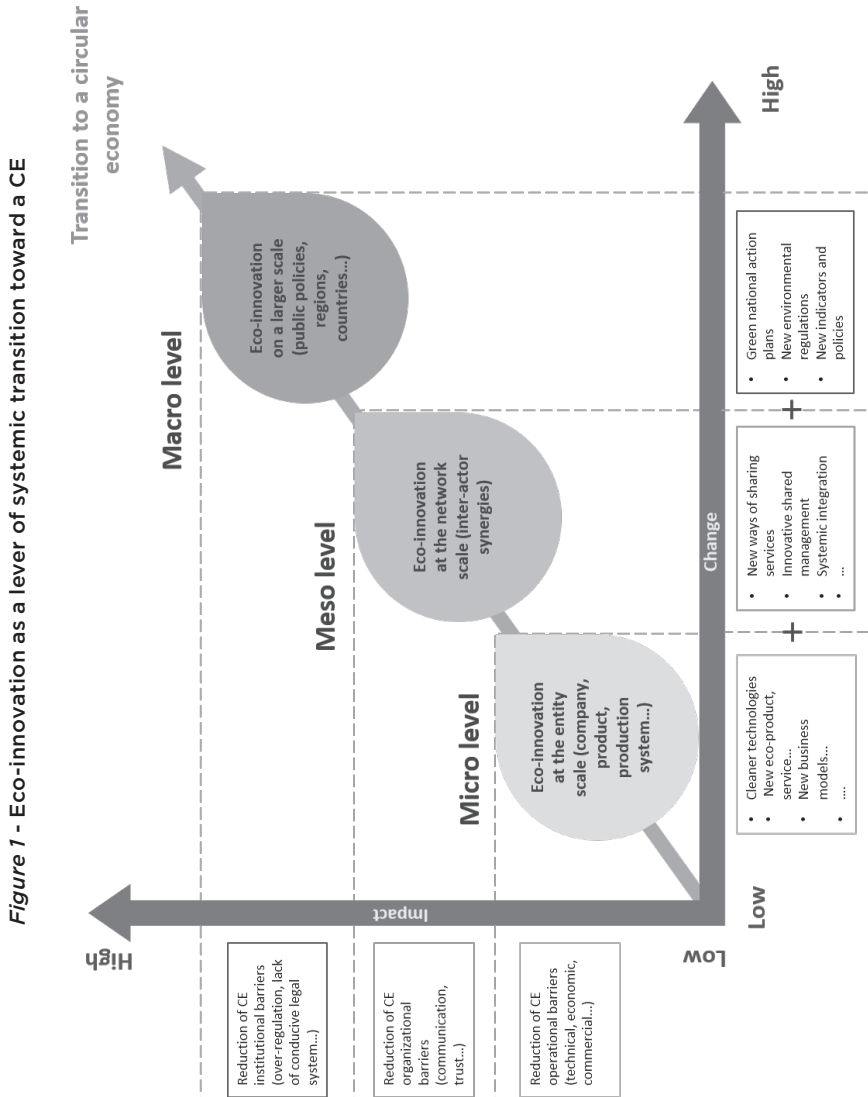 Figure 1 - Eco-innovation as a lever of systemic transition toward a CE
Transition to a circular
economy
High
Impact
Low
Reduction of CE
institutional barriers
(over-regulation, lack
of conducive legal
system...)
Reduction of CE
organizational
barriers
(communication,
trust...)
Reduction of CE
operational barriers
(technical, economic,
commercial...)
Macro level
Eco-innovation
on a larger scale
(public policies,
regions,
countries...)
Meso level
Eco-innovation
at the network
scale (inter-actor
synergies)
Micro level
Eco-innovation
at the entity
scale (company,
product,
production
system...)
Low
Change
High
• Cleaner technologies
• New eco-product,
service...
• New business
models...
• ....
+
• New ways of sharing
services
• Innovative shared
management
• Systemic integration
• ...
+
• Green national action
plans
• New environmental
regulations
• New indicators and
policies